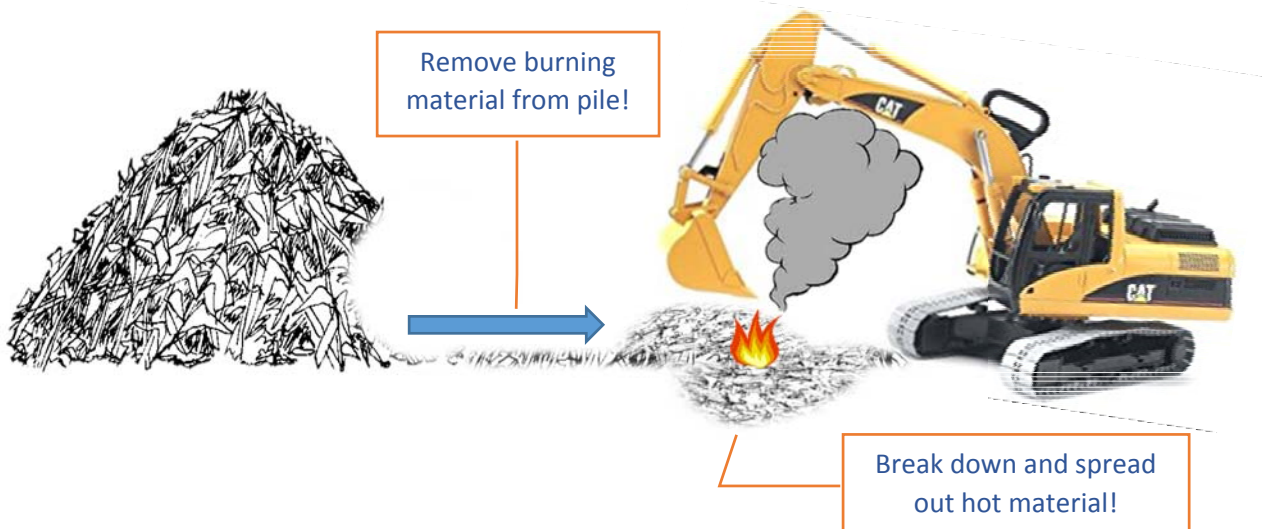 Remove burning
material from pile!
CAT
CAT
Break down and spread
out hot material!